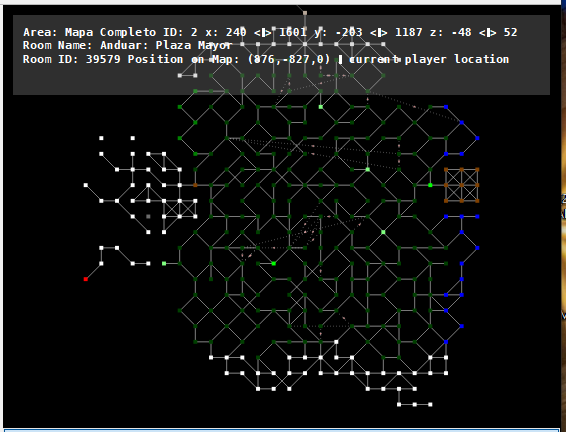 Area: Mapa Completo ID: 2 x: 240 <|> 1601 y: -203 <|> 1187 z: -48 <|> 52
Room Name: Anduar: Plaza Mayor
Room ID: 39579 Position on Map: (876,-827,0) | current player location